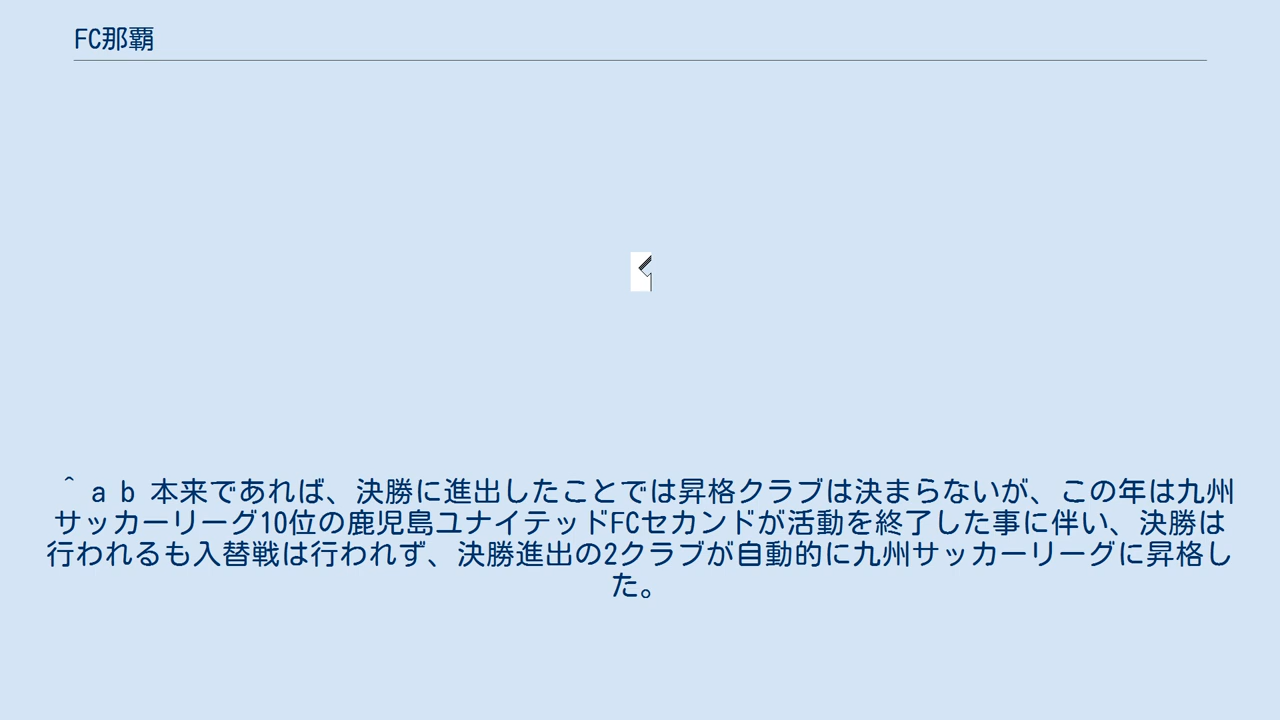 FC那覇
^ a b 本来であれば、決勝に進出したことでは昇格クラブは決まらないが、この年は九州
サッカーリーグ10位の鹿児島ユナイテッドFCセカンドが活動を終了した事に伴い、決勝は
行われるも入替戦は行われず、決勝進出の2クラブが自動的に九州サッカーリーグに昇格し
た。